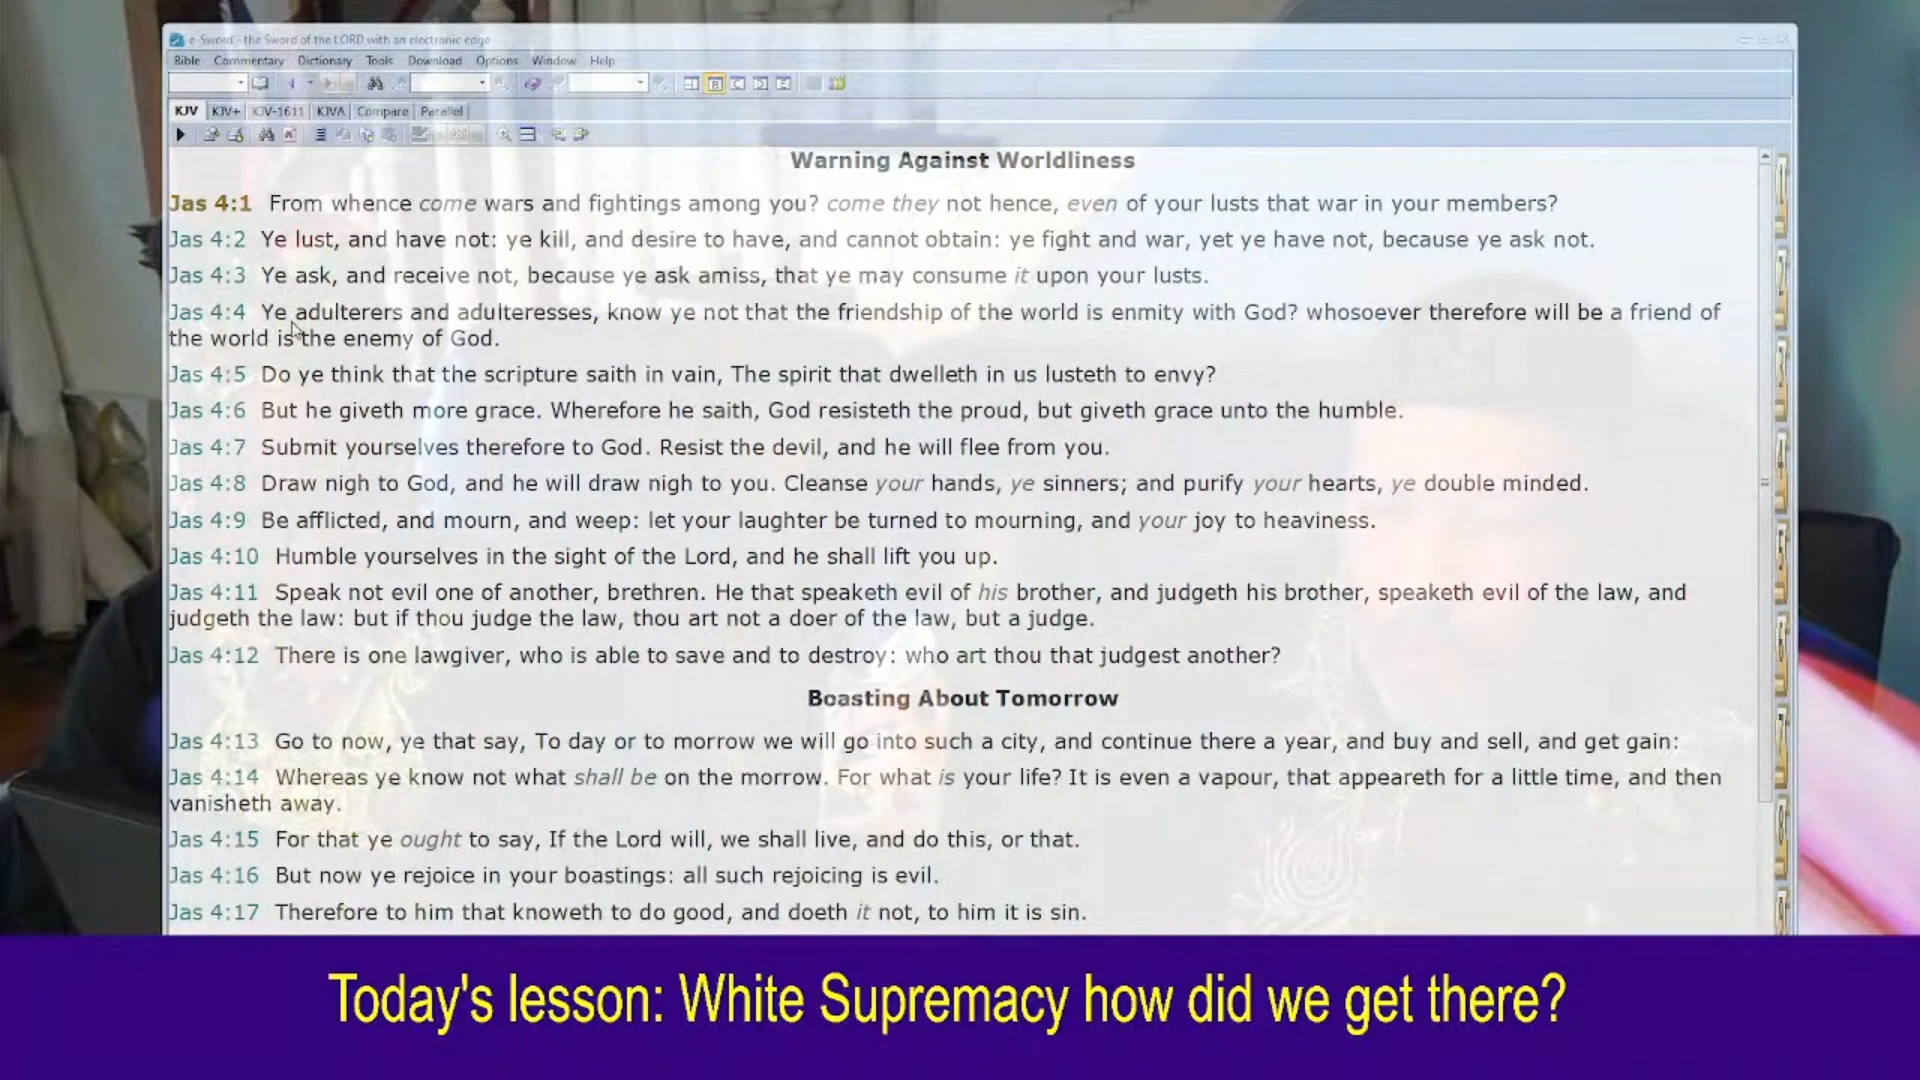 e-Sword - the Sword of the LORD with an electronic edge
Bible Commentary Dictionary Tools Download Options Window Help
KJV KJV+ KJV-1611 KJVA Compare Parallel
Warning Against Worldliness
Jas 4:1 From whence come wars and fightings among you? come they not hence, even of your lusts that war in your members?
Jas 4:2 Ye lust, and have not: ye kill, and desire to have, and cannot obtain: ye fight and war, yet ye have not, because ye ask not.
Jas 4:3 Ye ask, and receive not, because ye ask amiss, that ye may consume it upon your lusts.
Jas 4:4 Ye adulterers and adulteresses, know ye not that the friendship of the world is enmity with God? whosoever therefore will be a friend of
the world is the enemy of God.
Jas 4:5 Do ye think that the scripture saith in vain, The spirit that dwelleth in us lusteth to envy?
Jas 4:6 But he giveth more grace. Wherefore he saith, God resisteth the proud, but giveth grace unto the humble.
Jas 4:7 Submit yourselves therefore to God. Resist the devil, and he will flee from you.
Jas 4:8 Draw nigh to God, and he will draw nigh to you. Cleanse your hands, ye sinners; and purify your hearts, ye double minded.
Jas 4:9 Be afflicted, and mourn, and weep: let your laughter be turned to mourning, and your joy to heaviness.
Jas 4:10 Humble yourselves in the sight of the Lord, and he shall lift you up.
Jas 4:11 Speak not evil one of another, brethren. He that speaketh evil of his brother, and judgeth his brother, speaketh evil of the law, and
judgeth the law: but if thou judge the law, thou art not a doer of the law, but a judge.
Jas 4:12 There is one lawgiver, who is able to save and to destroy: who art thou that judgest another?
Boasting About Tomorrow
Jas 4:13 Go to now, ye that say, To day or to morrow we will go into such a city, and continue there a year, and buy and sell, and get gain:
Jas 4:14 Whereas ye know not what shall be on the morrow. For what is your life? It is even a vapour, that appeareth for a little time, and then
vanisheth away.
Jas 4:15 For that ye ought to say, If the Lord will, we shall live, and do this, or that.
Jas 4:16 But now ye rejoice in your boastings: all such rejoicing is evil.
Jas 4:17 Therefore to him that knoweth to do good, and doeth it not, to him it is sin.
Today's lesson: White Supremacy how did we get there?